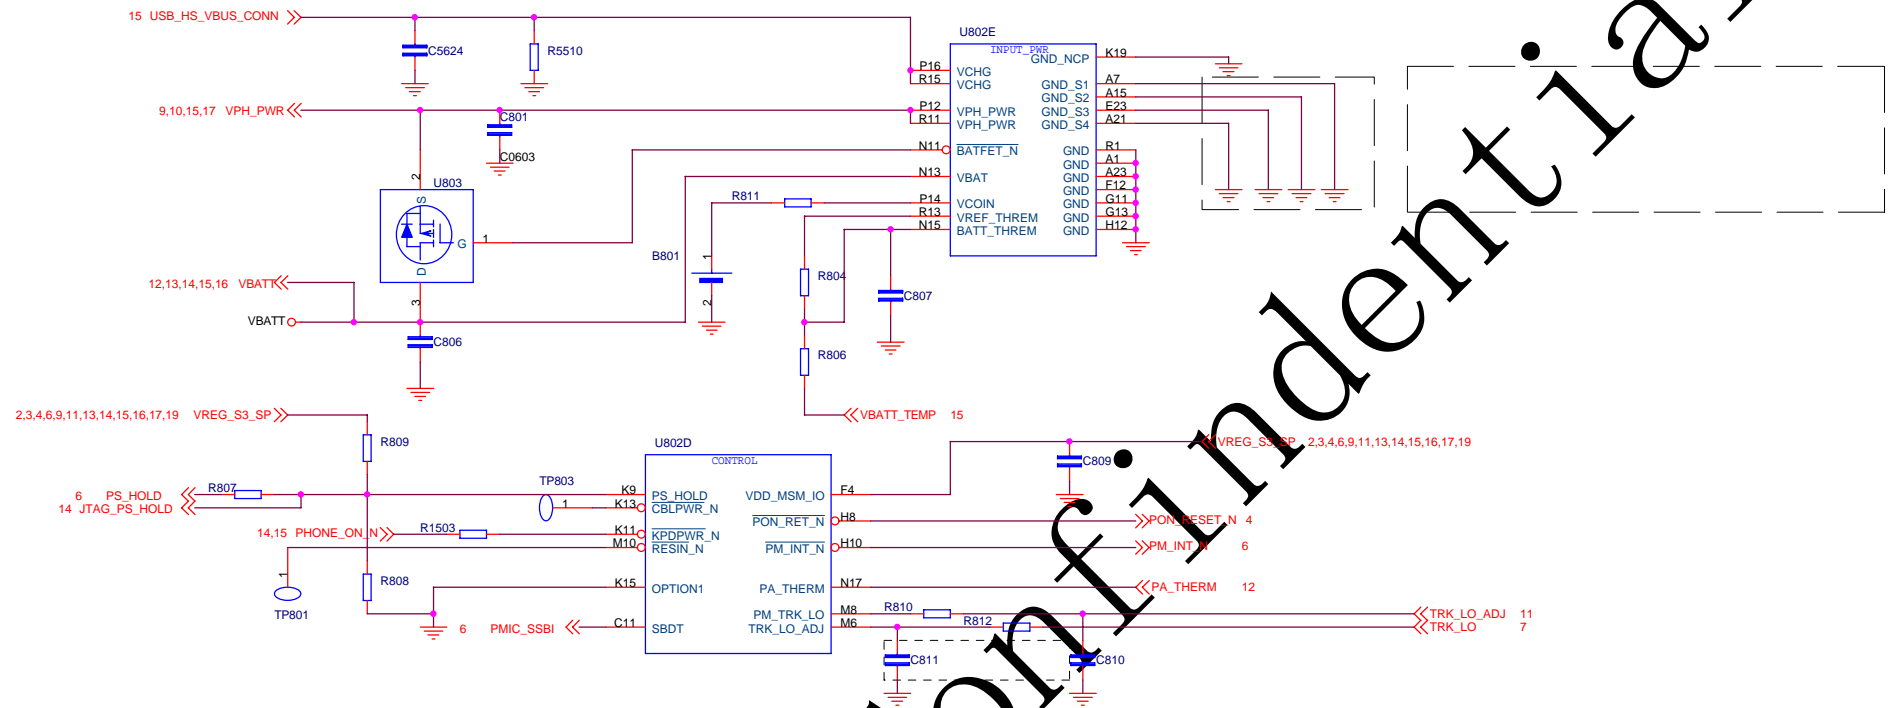 15 USB_HS_VBUS_CONN
C5624
R5510
U802E
INPUT_PWR
GND_NCP K19
P16 VCHG
R15 VCHG
GND_S1 A7
GND_S2 A15
GND_S3 E23
GND_S4 A21
9,10,15,17 VPH_PWR
P12 VPH_PWR
R11 VPH_PWR
C801
C0603
N11 BATFET_N
GND R1
GND A1
N13 VBAT
GND A23
GND F12
P14 VCOIN
GND G11
R13 VREF_THREM
GND G13
N15 BATT_THREM
GND H12
U803
2
S
G
1
D
3
R811
B801
1
2
R804
C807
R806
12,13,14,15,16 VBATT
VBATT
C806
VBATT_TEMP 15
2,3,4,6,9,11,13,14,15,16,17,19 VREG_S3_SP
R809
U802D
CONTROL
VREG_S3_SP 2,3,4,6,9,11,13,14,15,16,17,19
C809
6 PS_HOLD
R807
14 JTAG_PS_HOLD
TP803
1
K9 PS_HOLD
K13 CBLPWR_N
VDD_MSM_IO F4
14,15 PHONE_ON_N
R1503
K11 KPDPWR_N
M10 RESIN_N
PON_RET_N H8
PON_RESET_N 4
PM_INT_N H10
PM_INT_N 6
1
TP801
R808
K15 OPTION1
PA_THERM N17
PA_THERM 12
6 PMIC_SSBI
C11 SBDT
PM_TRK_LO M8
R810
TRK_LO_ADJ 11
TRK_LO_ADJ M6
R812
TRK_LO 7
C811
C810
onfindential